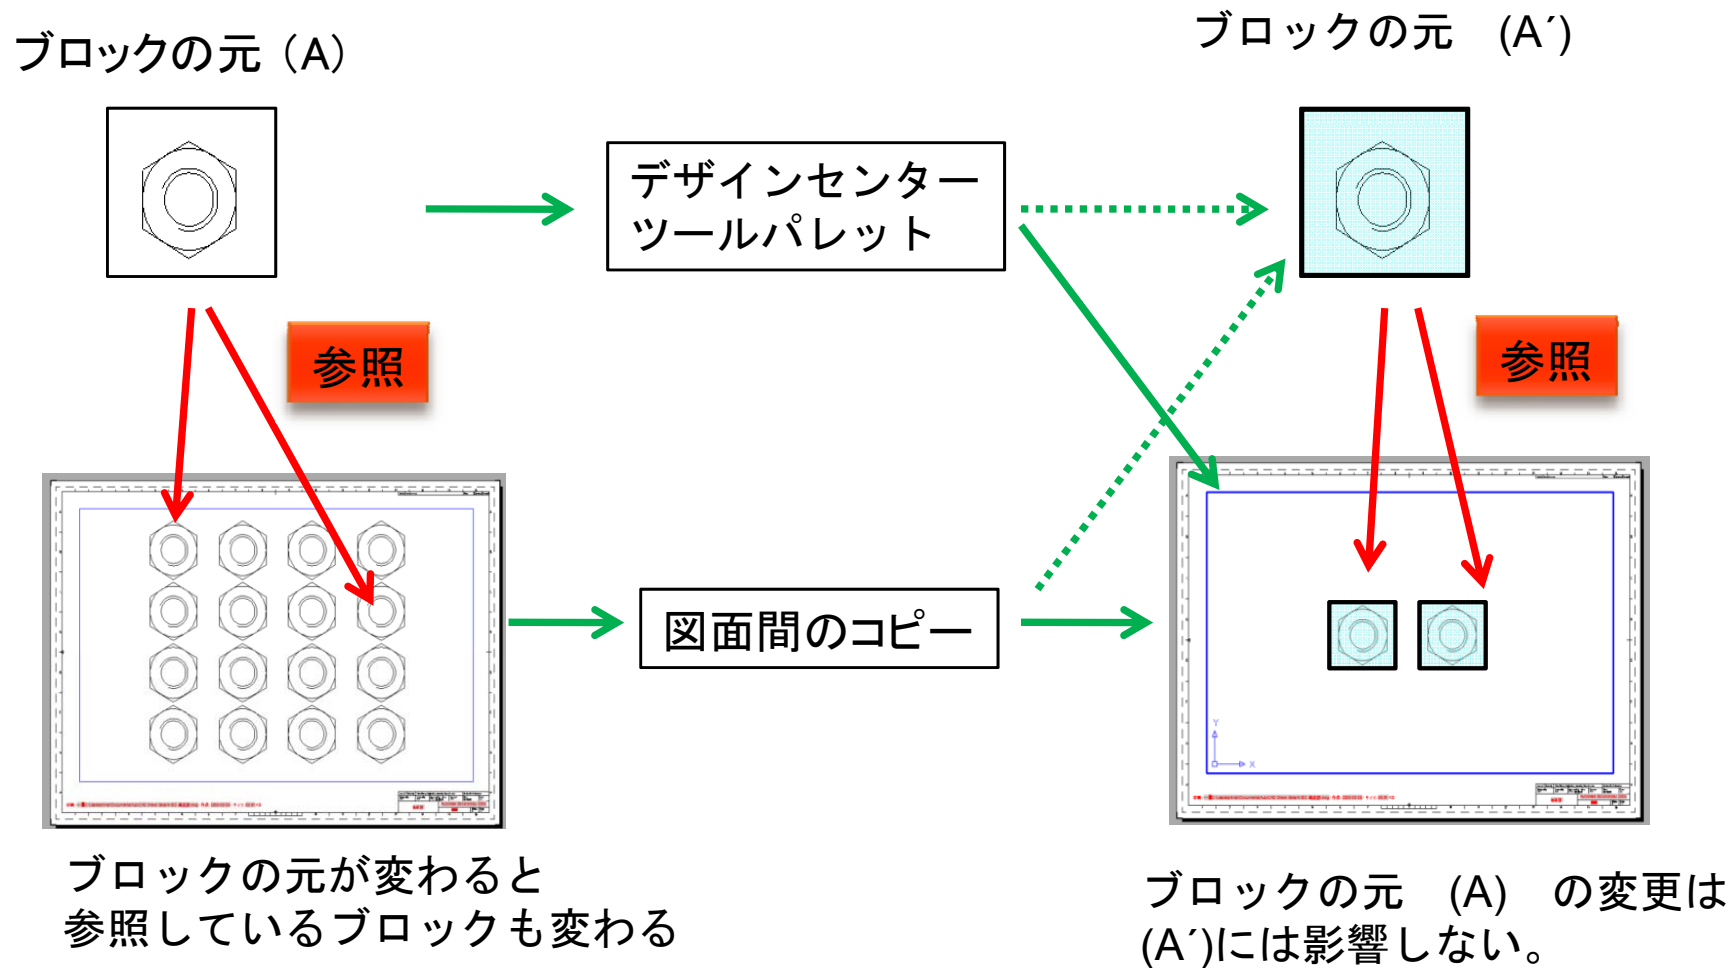 ブロックの元（A）
ブロックの元　(A´)
デザインセンター
ツールパレット
参照
参照
図面間のコピー
Y
X
ブロックの元が変わると
参照しているブロックも変わる
ブロックの元　(A)　の変更は
(A´)には影響しない。